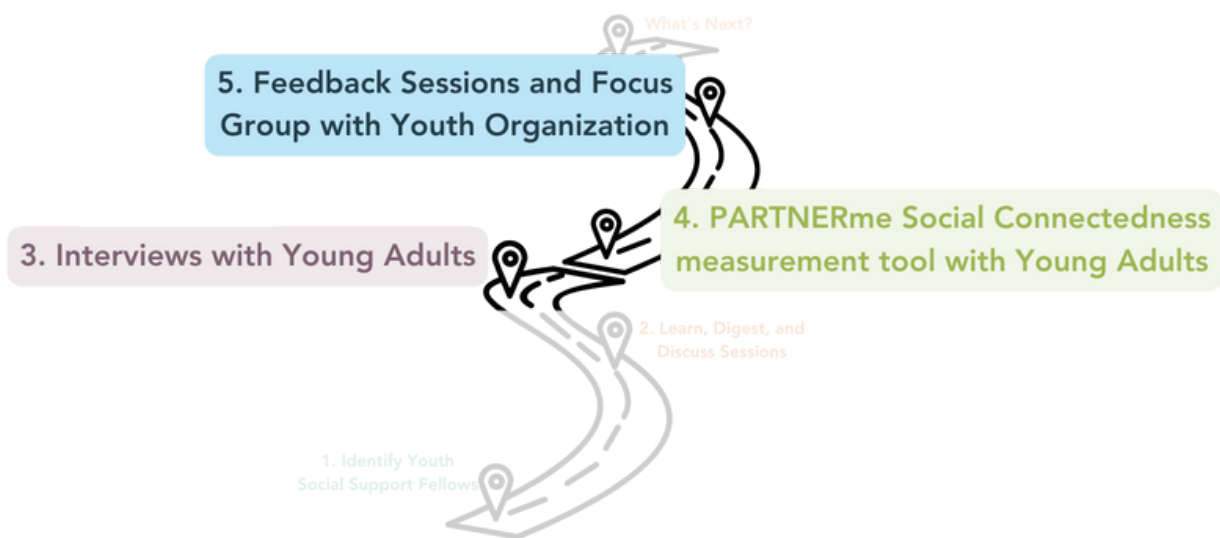 What's Next?
5. Feedback Sessions and Focus
Group with Youth Organization
4. PARTNERme Social Connectedness
measurement tool with Young Adults
3. Interviews with Young Adults
2. Learn, Digest, and
Discuss Sessions
1. Identify Youth
Social Support Fellows